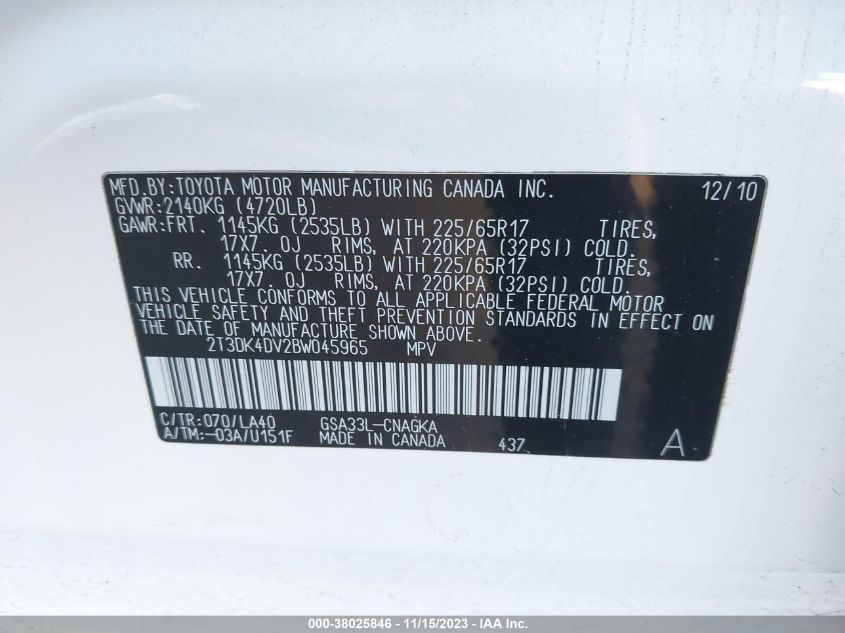 MFD.BY:TOYOTA MOTOR MANUFACTURING CANADA INC. 12/10
GVWR:2140KG (4720LB)
GAWR:FRT. 1145KG (2535LB) WITH 225/65R17 TIRES,
17X7.0J RIMS, AT 220KPA (32PSI) COLD.
RR. 1145KG (2535LB) WITH 225/65R17 TIRES,
17X7.0J RIMS, AT 220KPA (32PSI) COLD.
THIS VEHICLE CONFORMS TO ALL APPLICABLE FEDERAL MOTOR
VEHICLE SAFETY AND THEFT PREVENTION STANDARDS IN EFFECT ON
THE DATE OF MANUFACTURE SHOWN ABOVE.
2T3DK4DV2BW045965 MPV
C/TR:070/LA40 GSA33L-CNAGKA
A/TM:-03A/U151F MADE IN CANADA 437 A
000-38025846 - 11/15/2023 - IAA Inc.